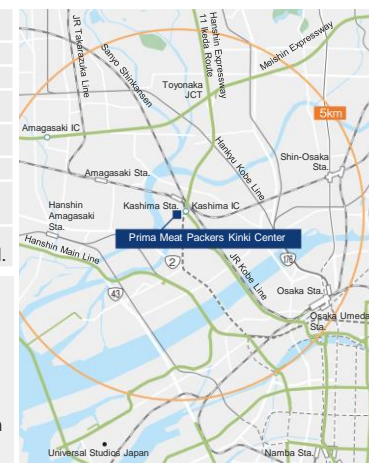 JR Takarazuka Line
Sanyo Shinkansen
Hanshin Expressway
11 Ikeda Route
Meishin Expressway
Toyonaka
JCT
5km
Amagasaki IC
Hankyu Kobe Line
Shin-Osaka
Sta.
Amagasaki Sta.
Hanshin
Amagasaki
Sta.
Kashima Sta.
Kashima IC
Prima Meat Packers Kinki Center
Hanshin Main Line
2
JR Kobe Line
176
43
Osaka Sta.
Osaka Umeda
Sta.
Universal Studios Japan
Namba Sta.